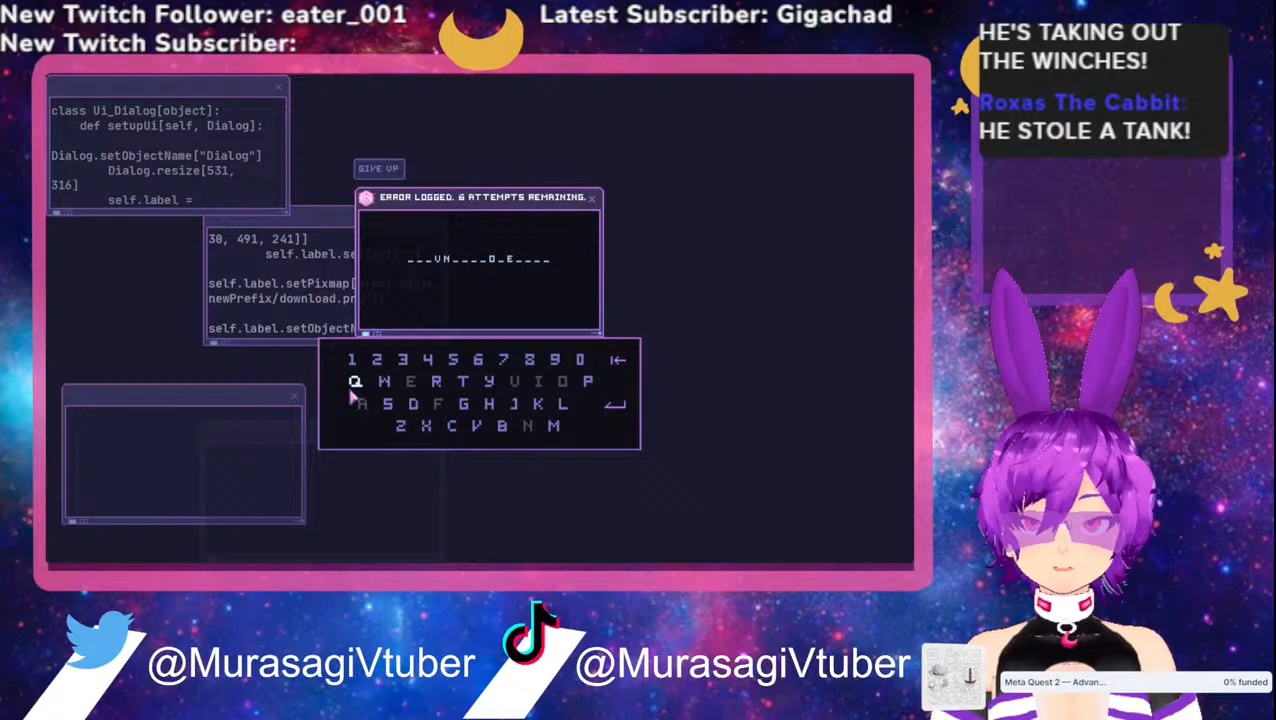 New Twitch Follower: eater_001
Latest Subscriber: Gigachad
New Twitch Subscriber:
HE'S TAKING OUT
THE WINCHES!
Roxas The Cabbit:
HE STOLE A TANK!
class Ui_Dialog[object]:
def setupUi[self, Dialog]:
Dialog.setObjectName["Dialog"]
Dialog.resize[531,
316]
self.label =
GIVE UP
ERROR LOGGED. 6 ATTEMPTS REMAINING.
30, 491, 241]]
self.label.se
self.label.setPixmap[
newPrefix/download.pn
self.label.setObjectN
___UN____O_E____
1 2 3 4 5 6 7 8 9 0
Q W E R T Y U I O P
A S D F G H J K L
Z X C V B N M
@MurasagiVtuber
@MurasagiVtuber
Meta Quest 2 — Advan...
0% funded